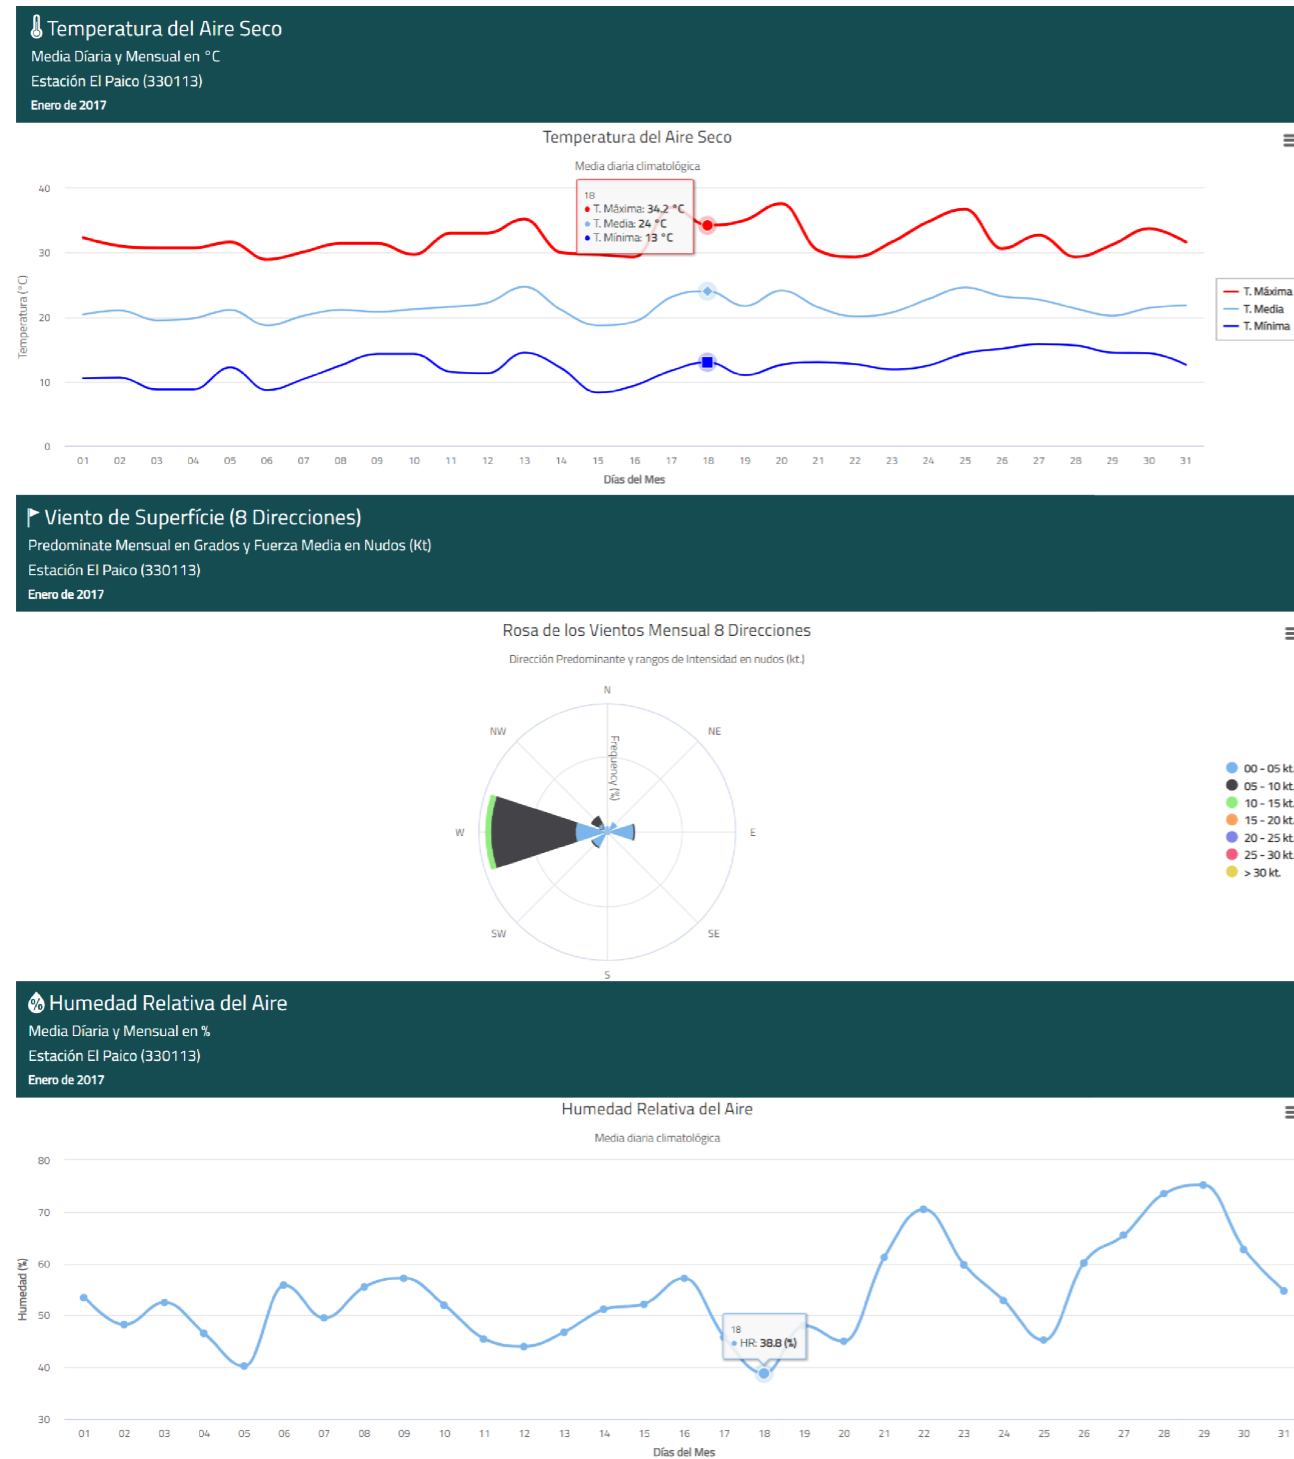 Temperatura del Aire Seco
Media Díaria y Mensual en °C
Estación El Paico (330113)
Enero de 2017
Temperatura del Aire Seco
Media diaria climatológica
18
T. Máxima: 34.2 °C
T. Media: 24 °C
T. Mínima: 13 °C
40
30
20
10
0
Temperatura (°C)
T. Máxima
T. Media
T. Mínima
01 02 03 04 05 06 07 08 09 10 11 12 13 14 15 16 17 18 19 20 21 22 23 24 25 26 27 28 29 30 31
Días del Mes
Viento de Superfície (8 Direcciones)
Predominate Mensual en Grados y Fuerza Media en Nudos (Kt)
Estación El Paico (330113)
Enero de 2017
Rosa de los Vientos Mensual 8 Direcciones
Dirección Predominante y rangos de Intensidad en nudos (kt.)
N
NW NE
Frequency (%)
W E
SW SE
S
00 - 05 kt.
05 - 10 kt.
10 - 15 kt.
15 - 20 kt.
20 - 25 kt.
25 - 30 kt.
> 30 kt.
% Humedad Relativa del Aire
Media Díaria y Mensual en %
Estación El Paico (330113)
Enero de 2017
Humedad Relativa del Aire
Media diaria climatológica
80
70
60
50
40
30
Humedad (%)
18
HR: 38.8 (%)
01 02 03 04 05 06 07 08 09 10 11 12 13 14 15 16 17 18 19 20 21 22 23 24 25 26 27 28 29 30 31
Días del Mes